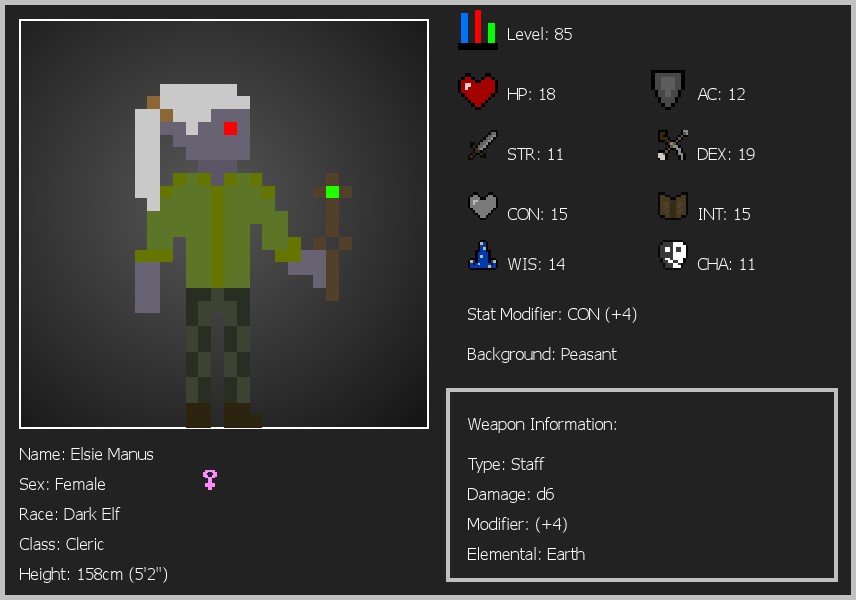 Level: 85
HP: 18
AC: 12
STR: 11
DEX: 19
CON: 15
INT: 15
WIS: 14
CHA: 11
Stat Modifier: CON (+4)
Background: Peasant
Weapon Information:
Type: Staff
Damage: d6
Modifier: (+4)
Elemental: Earth
Name: Elsie Manus
Sex: Female
Race: Dark Elf
Class: Cleric
Height: 158cm (5'2")